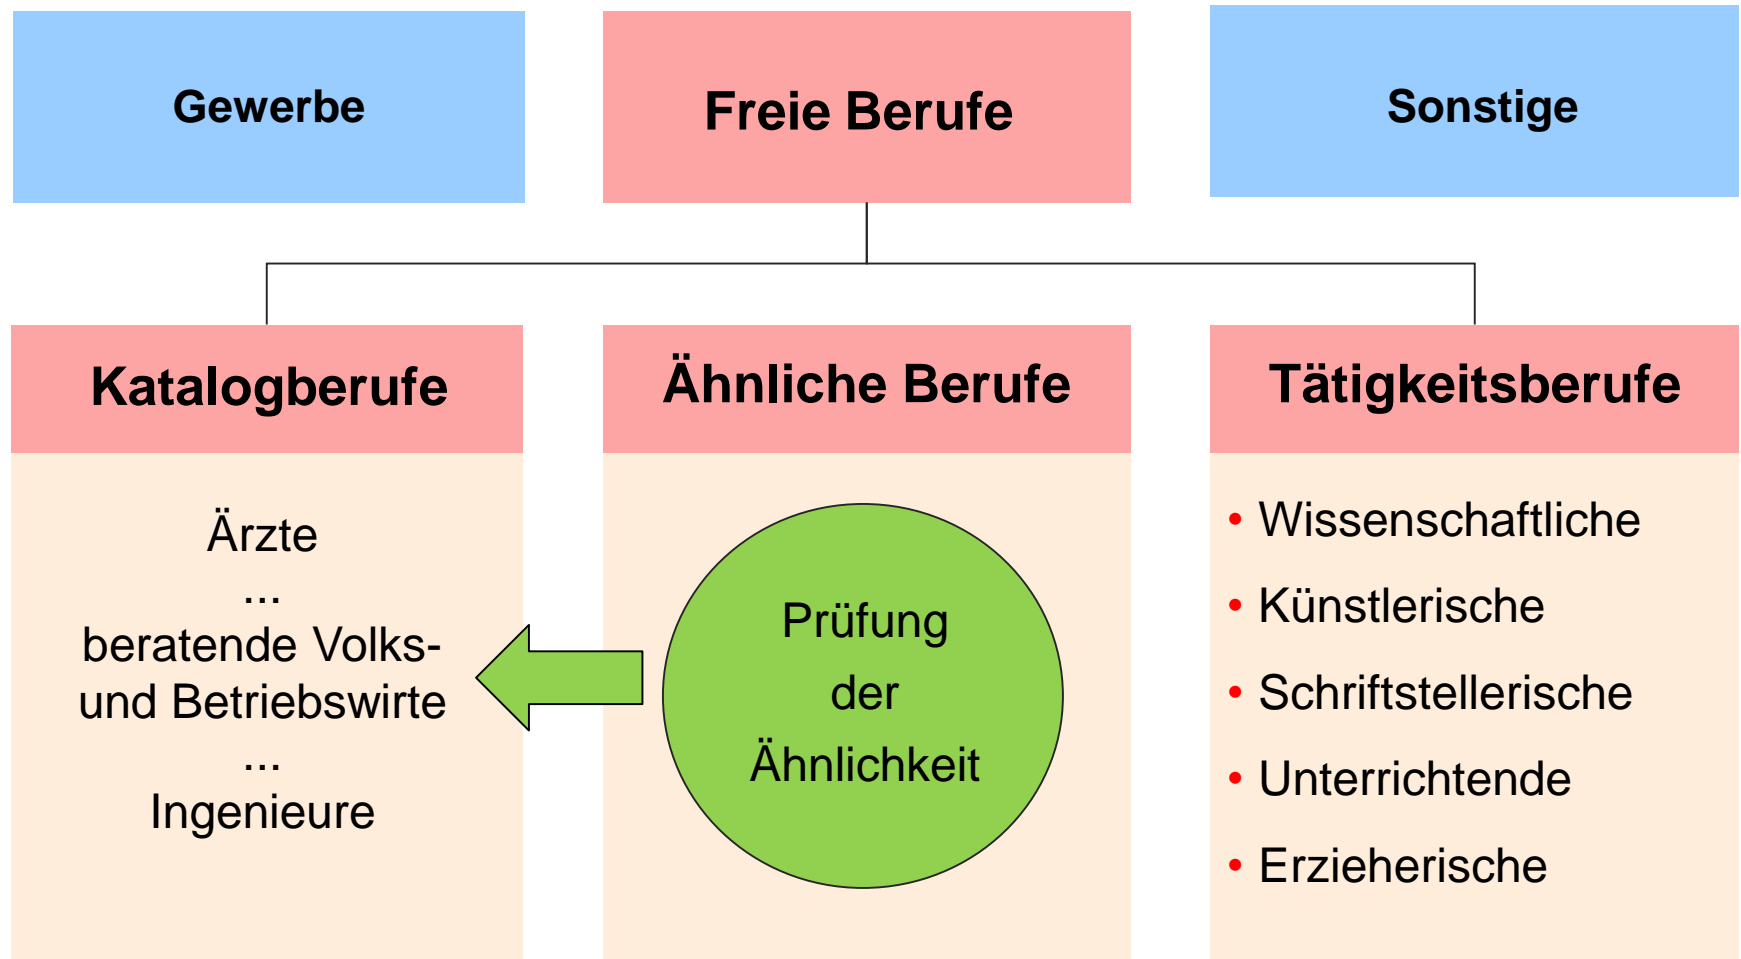 Gewerbe
Freie Berufe
Sonstige
Katalogberufe
Ärzte
...
beratende Volks-
und Betriebswirte
...
Ingenieure
Ähnliche Berufe
Prüfung
der
Ähnlichkeit
Tätigkeitsberufe
• Wissenschaftliche
• Künstlerische
• Schriftstellerische
• Unterrichtende
• Erzieherische